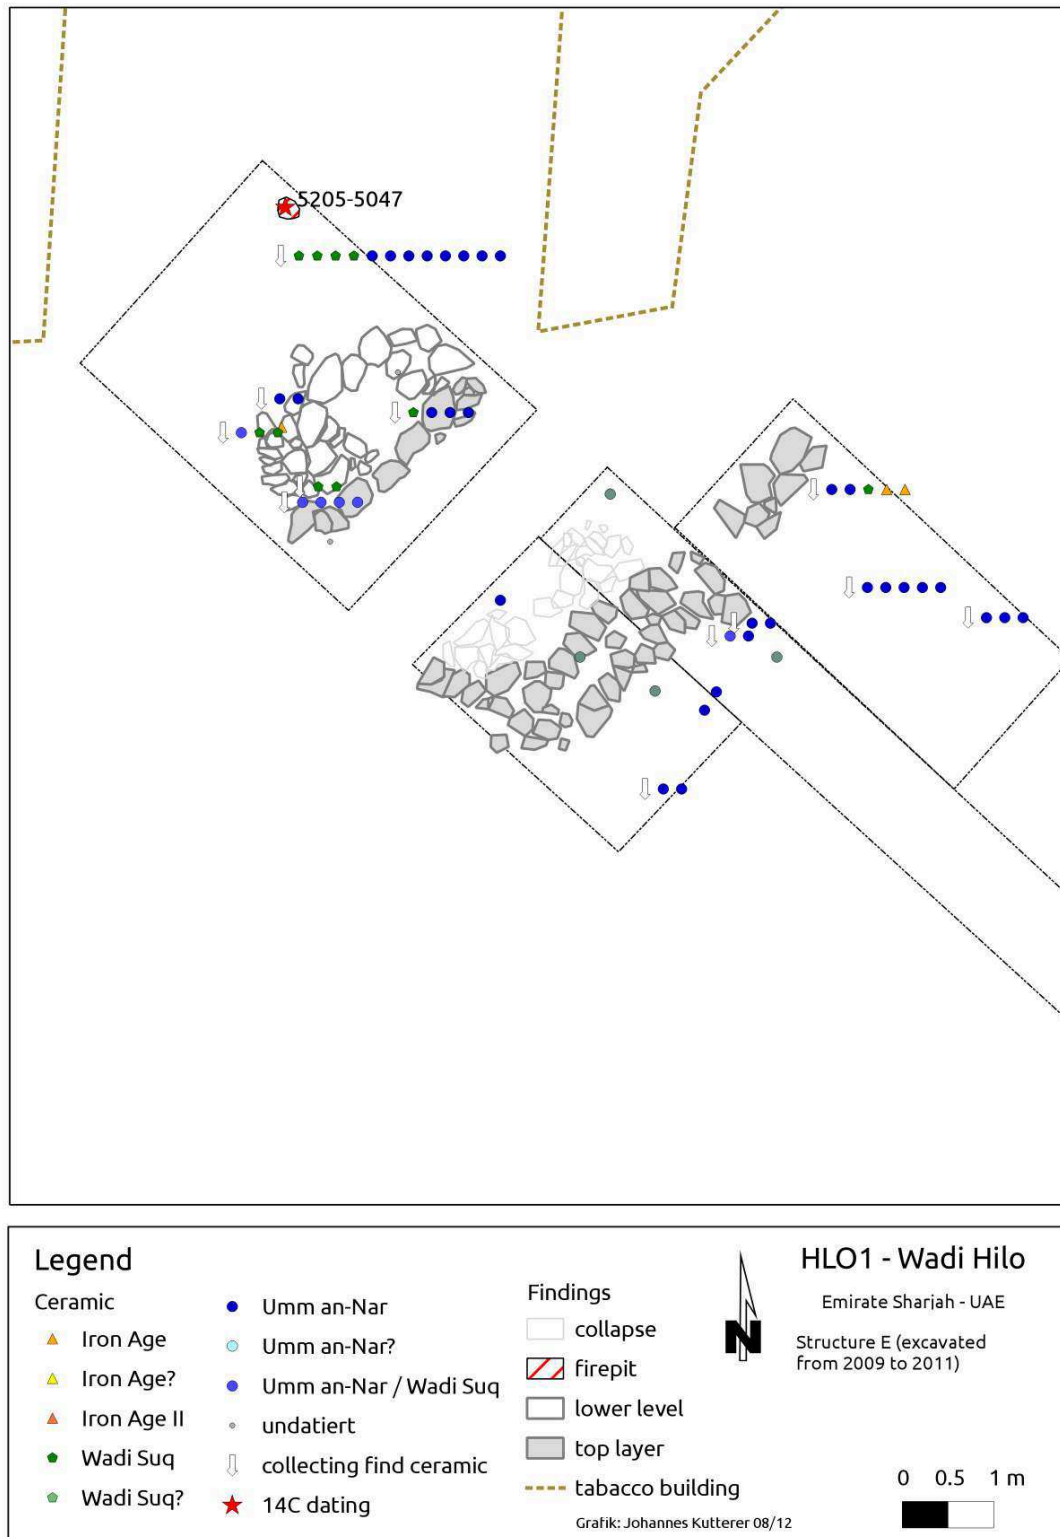 5205-5047
Legend
Ceramic
Iron Age
Iron Age?
Iron Age II
Wadi Suq
Wadi Suq?
Umm an-Nar
Umm an-Nar?
Umm an-Nar / Wadi Suq
undatiert
collecting find ceramic
14C dating
Findings
collapse
firepit
lower level
top layer
tabacco building
Grafik: Johannes Kutterer 08/12
N
HLO1 - Wadi Hilo
Emirate Sharjah - UAE
Structure E (excavated
from 2009 to 2011)
0 0.5 1 m